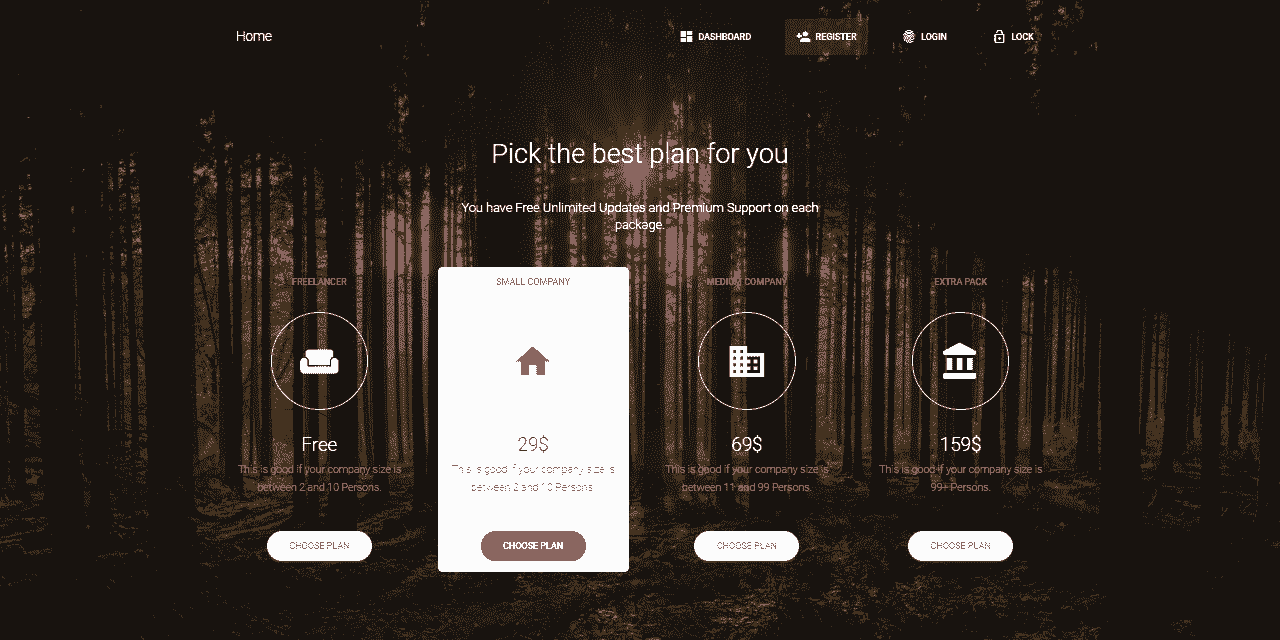 Home
DASHBOARD
REGISTER
LOGIN
LOCK
Pick the best plan for you
You have Free Unlimited Updates and Premium Support on each
package.
FREELANCER
Free
This is good if your company size is
between 2 and 10 Persons.
CHOOSE PLAN
SMALL COMPANY
29$
This is good if your company size is
between 2 and 10 Persons
CHOOSE PLAN
MEDIUM COMPANY
69$
This is good if your company size is
between 11 and 99 Persons.
CHOOSE PLAN
EXTRA PACK
159$
This is good if your company size is
99+ Persons.
CHOOSE PLAN